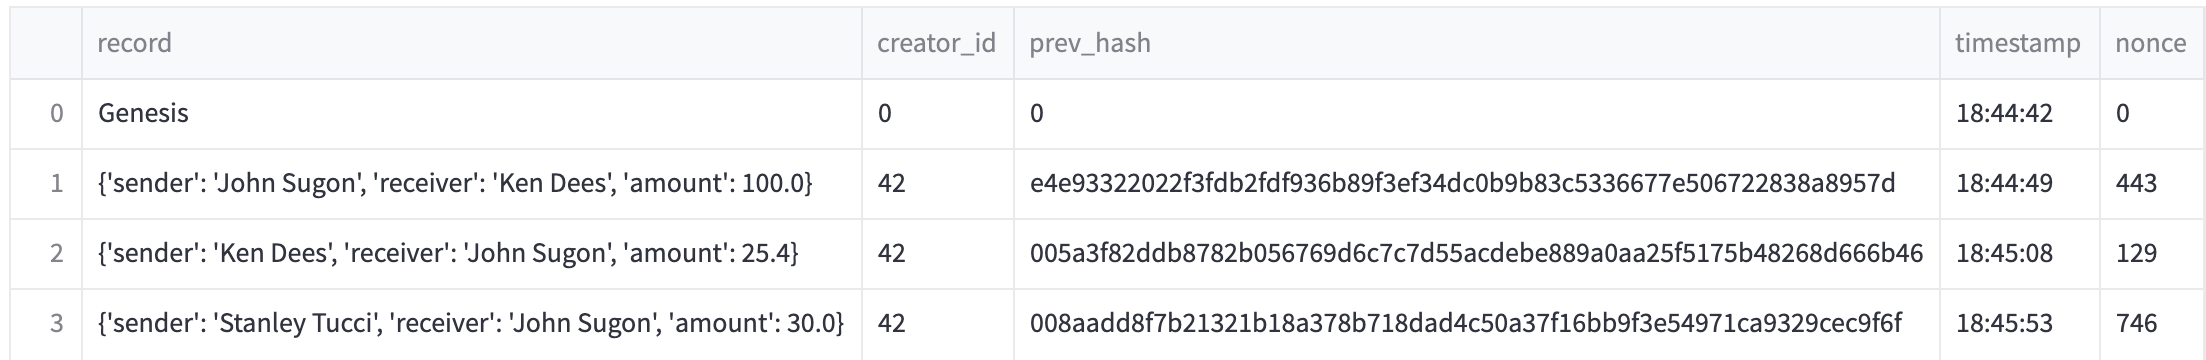 record creator_id prev_hash timestamp nonce
0 Genesis 0 0 18:44:42 0
1 {'sender': 'John Sugon', 'receiver': 'Ken Dees', 'amount': 100.0} 42 e4e93322022f3fdb2fdf936b89f3ef34dc0b9b83c5336677e506722838a8957d 18:44:49 443
2 {'sender': 'Ken Dees', 'receiver': 'John Sugon', 'amount': 25.4} 42 005a3f82ddb8782b056769d6c7c7d55acdebe889a0aa25f5175b48268d666b46 18:45:08 129
3 {'sender': 'Stanley Tucci', 'receiver': 'John Sugon', 'amount': 30.0} 42 008aadd8f7b21321b18a378b718dad4c50a37f16bb9f3e54971ca9329cec9f6f 18:45:53 746